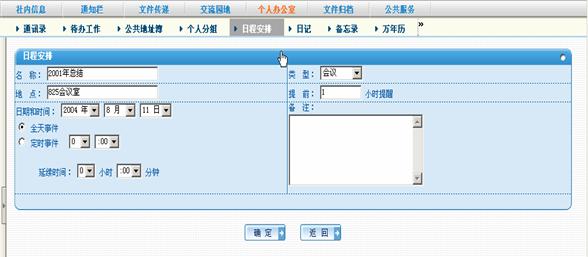 社内信息 通知栏 文件传递 交流园地 个人办公室 文件归档 公共服务
通讯录 待办工作 公共地址簿 个人分组 日程安排 日记 备忘录 万年历 »
日程安排
名 称： 2001年总结 类 型： 会议
地 点： 825会议室 提 前： 1 小时提醒
日期和时间： 2004 年 8 月 11 日 备 注：
全天事件
定时事件 0 :00
延续时间： 0 小时 :00 分钟
确 定 返 回